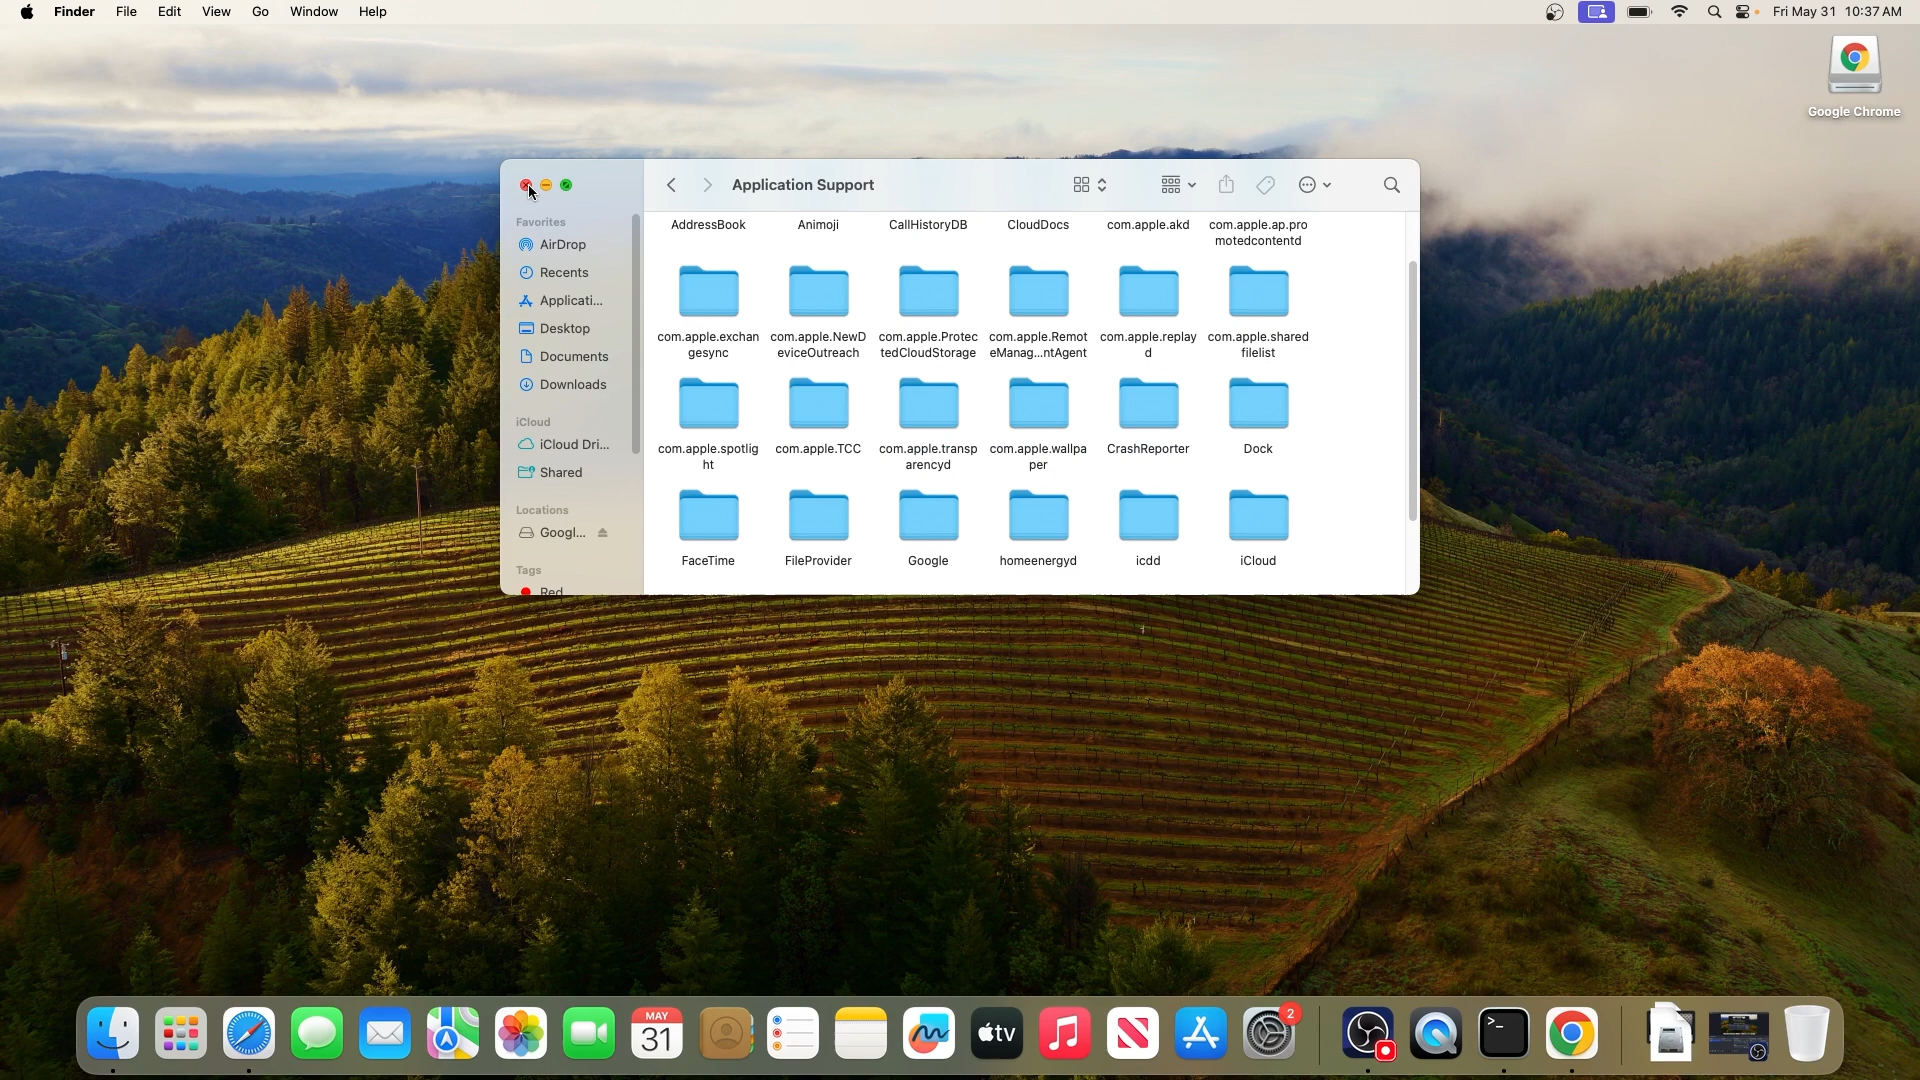 Finder File Edit View Go Window Help
Fri May 31 10:37 AM
Google Chrome
Application Support
Favorites
AirDrop
Recents
Applicati...
Desktop
Documents
Downloads
iCloud
iCloud Dri...
Shared
Locations
Googl...
Tags
Red
AddressBook Animoji CallHistoryDB CloudDocs com.apple.akd com.apple.ap.pro
motedcontentd
com.apple.exchan com.apple.NewD com.apple.Protec com.apple.Remot com.apple.replay com.apple.shared
gesync eviceOutreach tedCloudStorage eManag...ntAgent d filelist
com.apple.spotlig com.apple.TCC com.apple.transp com.apple.wallpa CrashReporter Dock
ht arencyd per
FaceTime FileProvider Google homeenergyd icdd iCloud
MAY
31
tv
2
>_